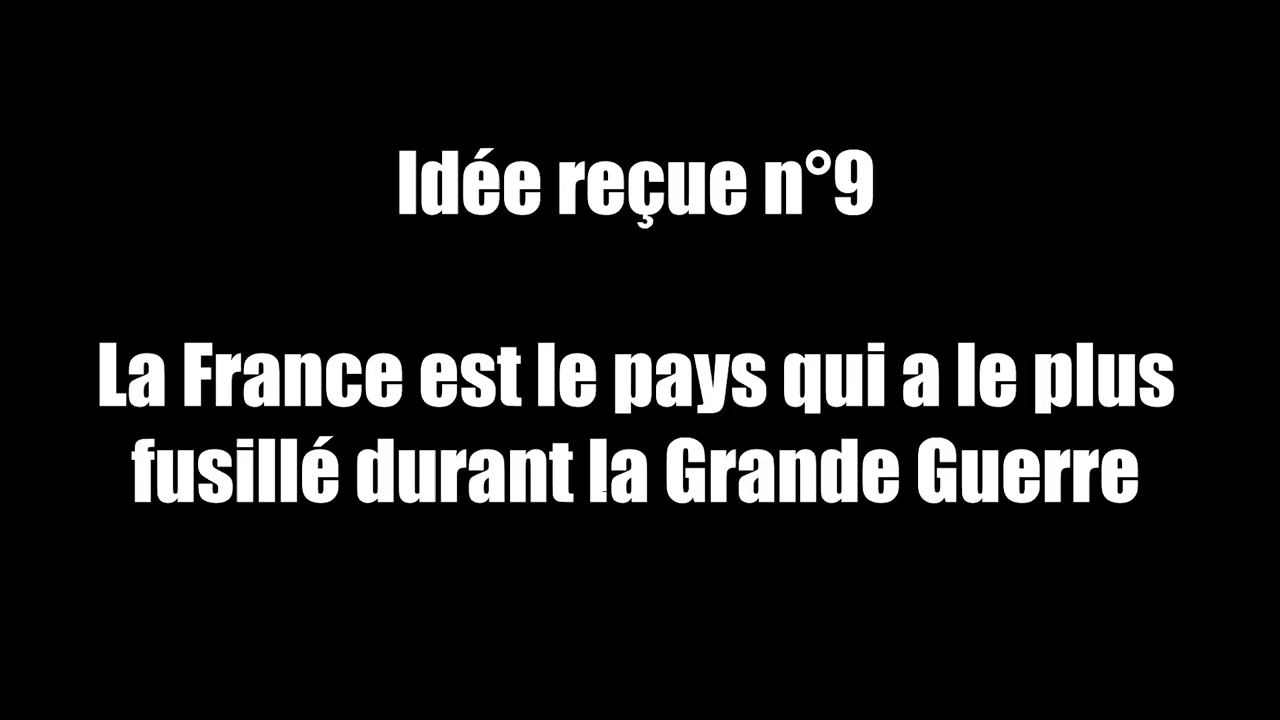 Idée reçue n°9
La France est le pays qui a le plus
fusillé durant la Grande Guerre